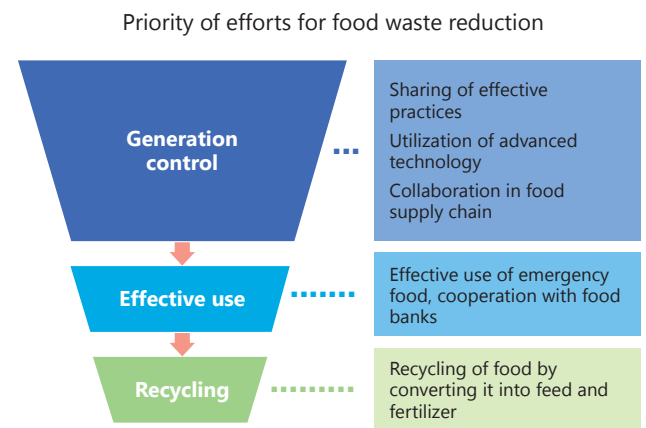 Priority of efforts for food waste reduction
Generation
control
Sharing of effective
practices
Utilization of advanced
technology
Collaboration in food
supply chain
Effective use
Effective use of emergency
food, cooperation with food
banks
Recycling
Recycling of food by
converting it into feed and
fertilizer